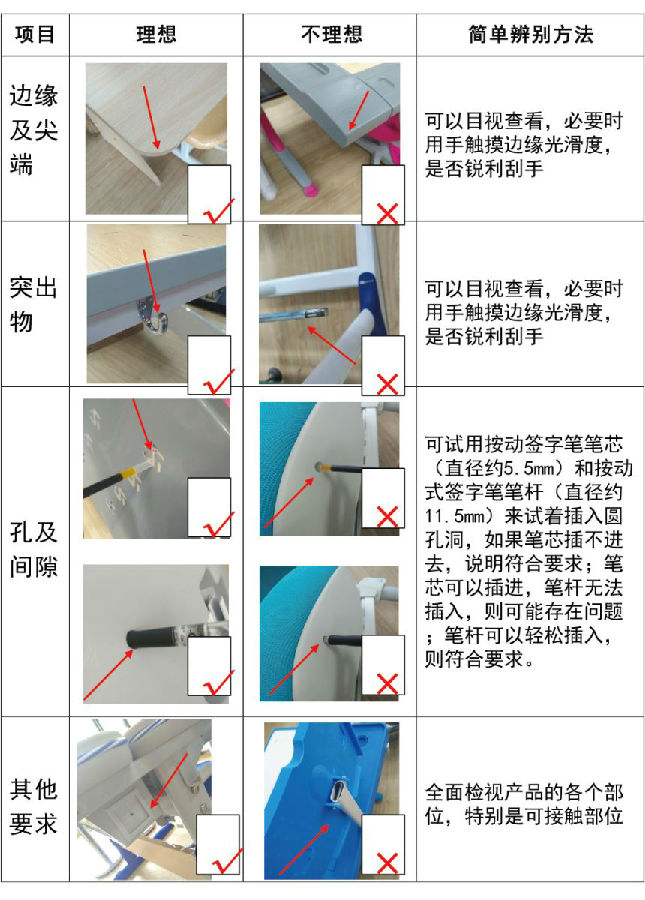 项目
理想
不理想
简单辨别方法
边缘
及尖
端
可以目视查看，必要时
用手触摸边缘光滑度，
是否锐利刮手
突出
物
可以目视查看，必要时
用手触摸边缘光滑度，
是否锐利刮手
孔及
间隙
可试用按动签字笔笔芯
（直径约5.5mm）和按动
式签字笔笔杆（直径约
11.5mm）来试着插入圆
孔洞，如果笔芯插不进
去，说明符合要求；笔
芯可以插进，笔杆无法
插入，则可能存在问题
；笔杆可以轻松插入，
则符合要求。
其他
要求
全面检视产品的各个部
位，特别是可接触部位